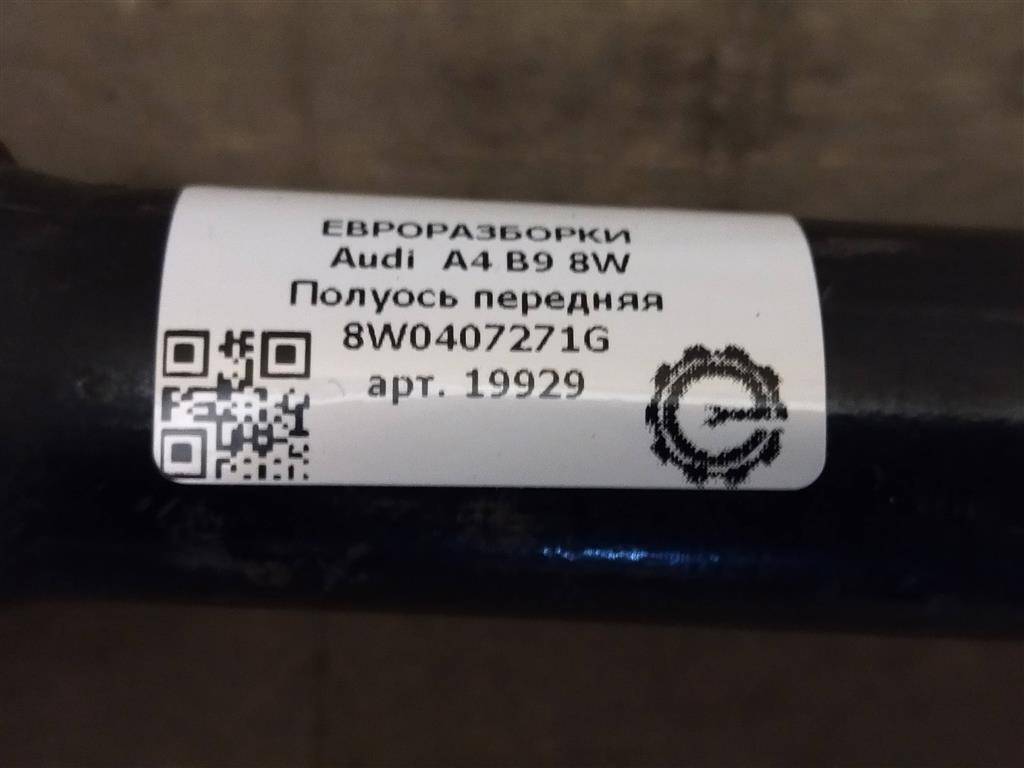 ЕВРОРАЗБОРКИ
Audi A4 B9 8W
Полуось передняя
8W0407271G
арт. 19929